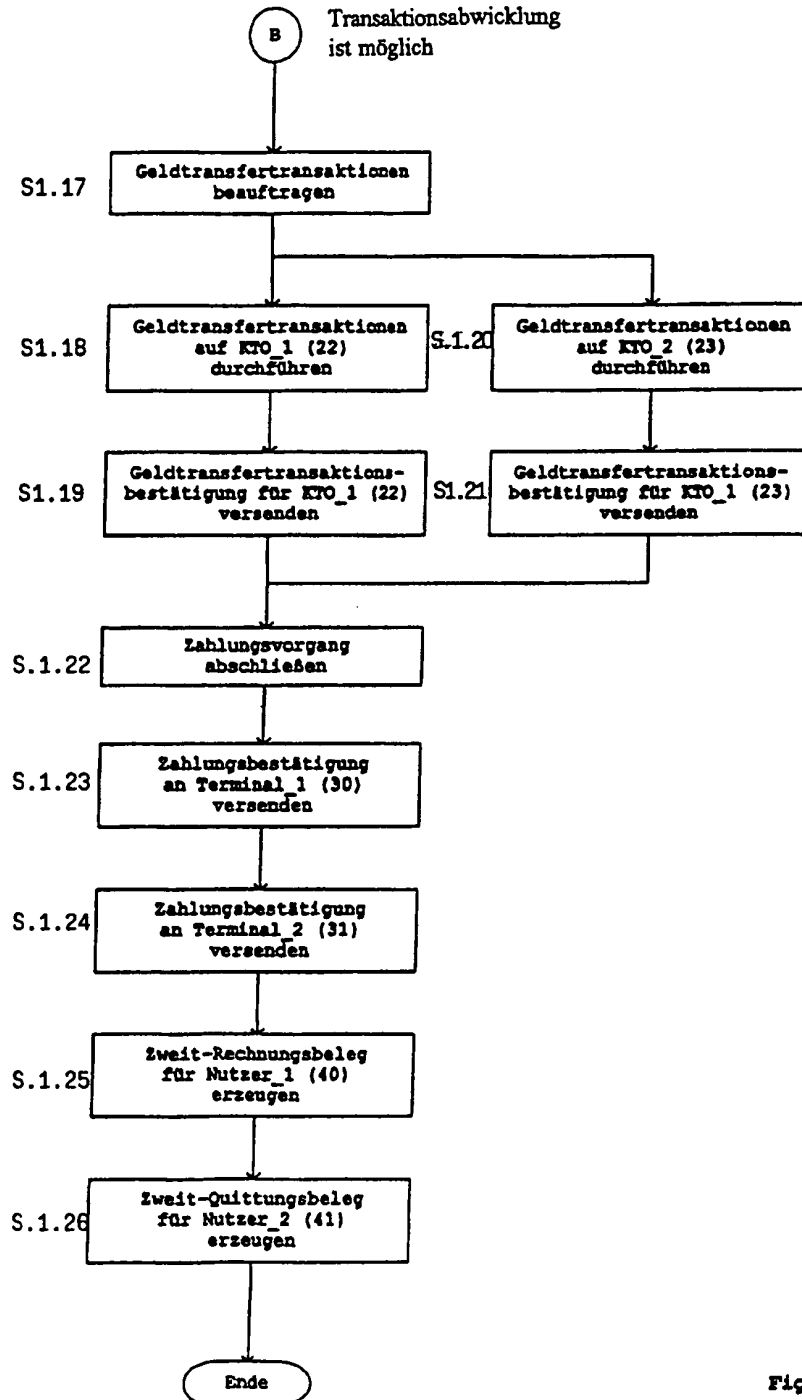 B
Transaktionsabwicklung
ist möglich
S1.17
Geldtransfertransaktionen
beauftragen
S1.18
Geldtransfertransaktionen
auf KTO_1 (22)
durchführen
S.1.20
Geldtransfertransaktionen
auf KTO_2 (23)
durchführen
S1.19
Geldtransfertransaktions-
bestätigung für KTO_1 (22)
versenden
S1.21
Geldtransfertransaktions-
bestätigung für KTO_1 (23)
versenden
S.1.22
Zahlungsvorgang
abschließen
S.1.23
Zahlungsbestätigung
an Terminal_1 (30)
versenden
S.1.24
Zahlungsbestätigung
an Terminal_2 (31)
versenden
S.1.25
Zweit-Rechnungsbeleg
für Nutzer_1 (40)
erzeugen
S.1.26
Zweit-Quittungsbeleg
für Nutzer_2 (41)
erzeugen
Ende
Fig